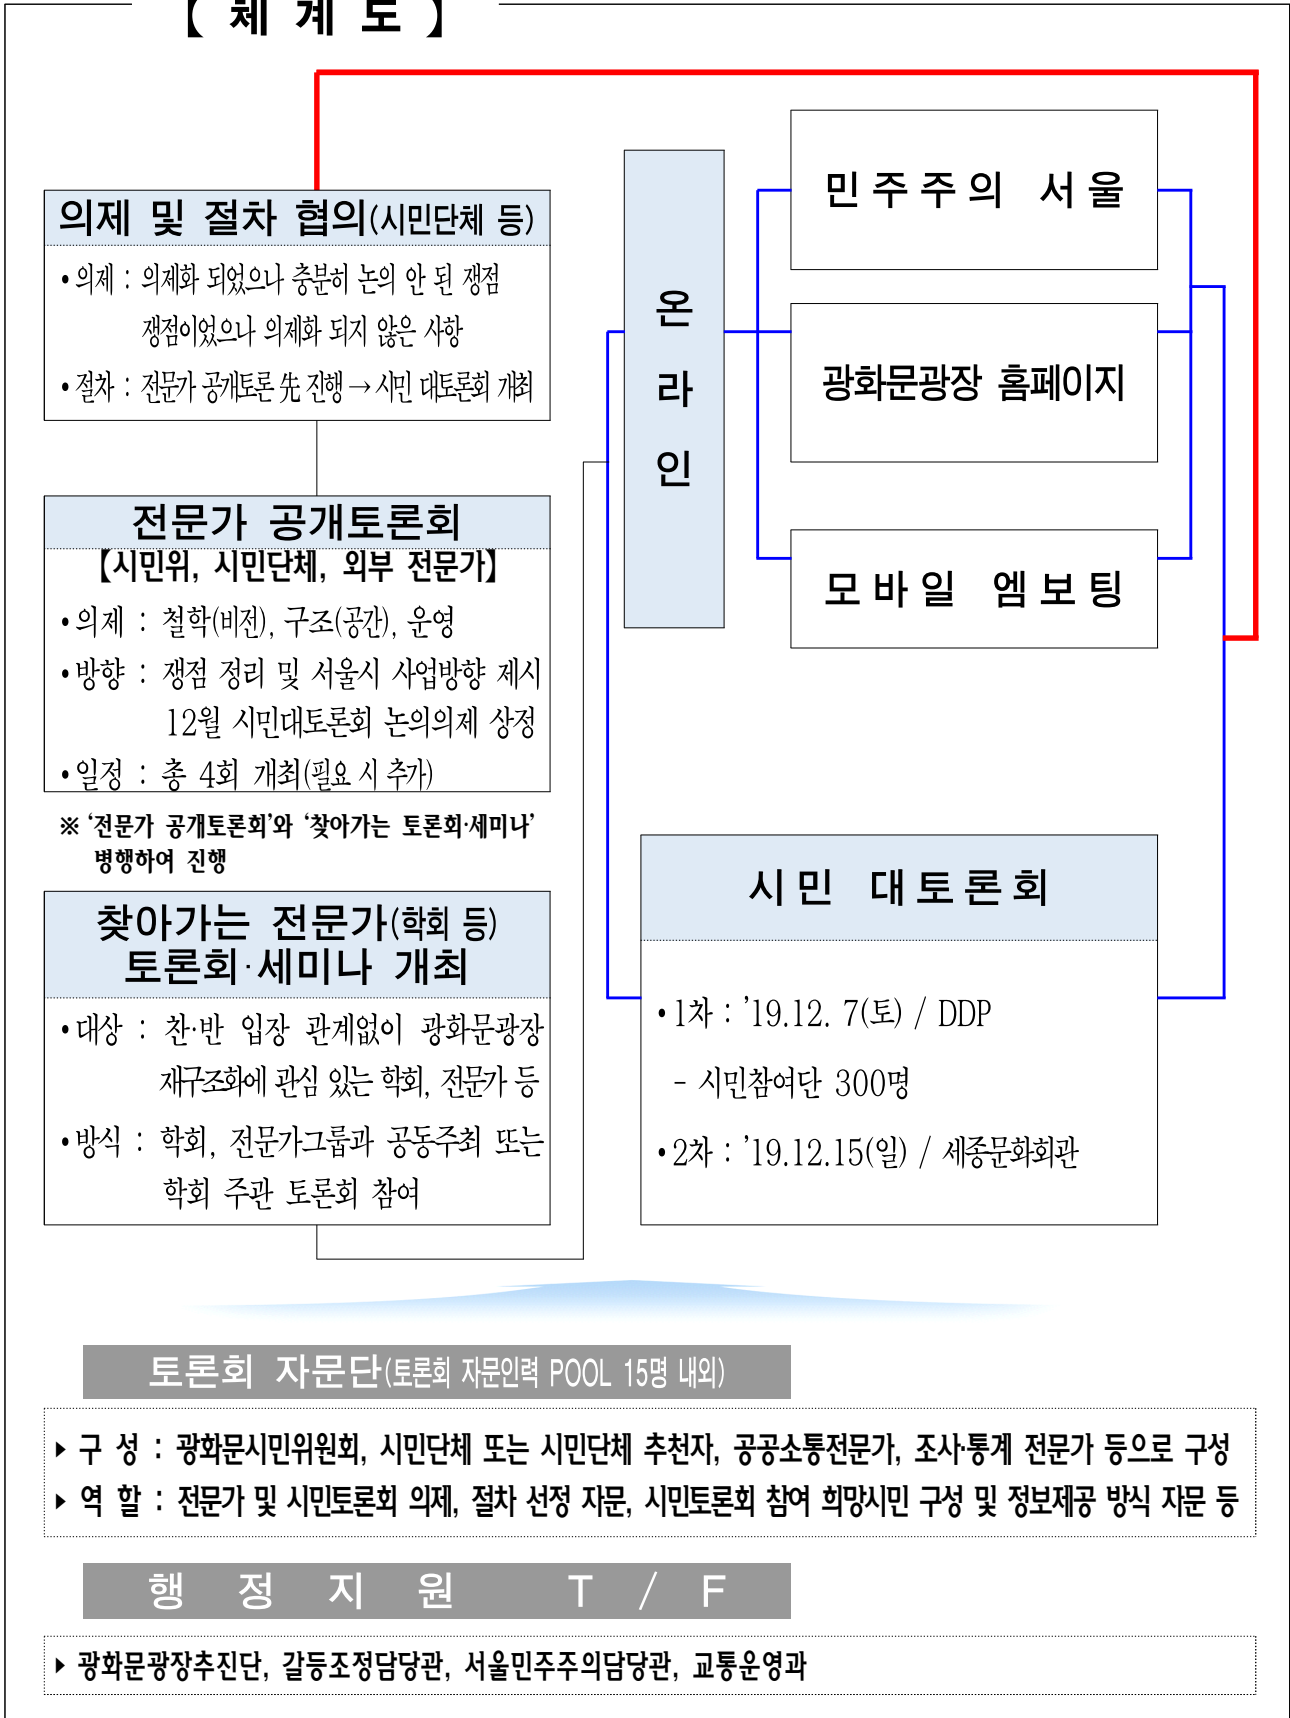 【 체 계 도 】
의제 및 절차 협의(시민단체 등)
• 의제 : 의제화 되었으나 충분히 논의 안 된 쟁점
쟁점이었으나 의제화 되지 않은 사항
• 절차 : 전문가 공개토론 先 진행 → 시민 대토론회 개최
전문가 공개토론회
【시민위, 시민단체, 외부 전문가】
• 의제 : 철학(비전), 구조(공간), 운영
• 방향 : 쟁점 정리 및 서울시 사업방향 제시
12월 시민대토론회 논의의제 상정
• 일정 : 총 4회 개최(필요 시 추가)
※ ‘전문가 공개토론회’와 ‘찾아가는 토론회·세미나’
병행하여 진행
찾아가는 전문가(학회 등)
토론회·세미나 개최
• 대상 : 찬·반 입장 관계없이 광화문광장
재구조화에 관심 있는 학회, 전문가 등
• 방식 : 학회, 전문가그룹과 공동주최 또는
학회 주관 토론회 참여
온
라
인
민주주의 서울
광화문광장 홈페이지
모바일 엠보팅
시민 대토론회
• 1차 : ’19.12. 7(토) / DDP
- 시민참여단 300명
• 2차 : ’19.12.15(일) / 세종문화회관
토론회 자문단(토론회 자문인력 POOL 15명 내외)
▸ 구 성 : 광화문시민위원회, 시민단체 또는 시민단체 추천자, 공공소통전문가, 조사·통계 전문가 등으로 구성
▸ 역 할 : 전문가 및 시민토론회 의제, 절차 선정 자문, 시민토론회 참여 희망시민 구성 및 정보제공 방식 자문 등
행 정 지 원 T / F
▸ 광화문광장추진단, 갈등조정담당관, 서울민주주의담당관, 교통운영과